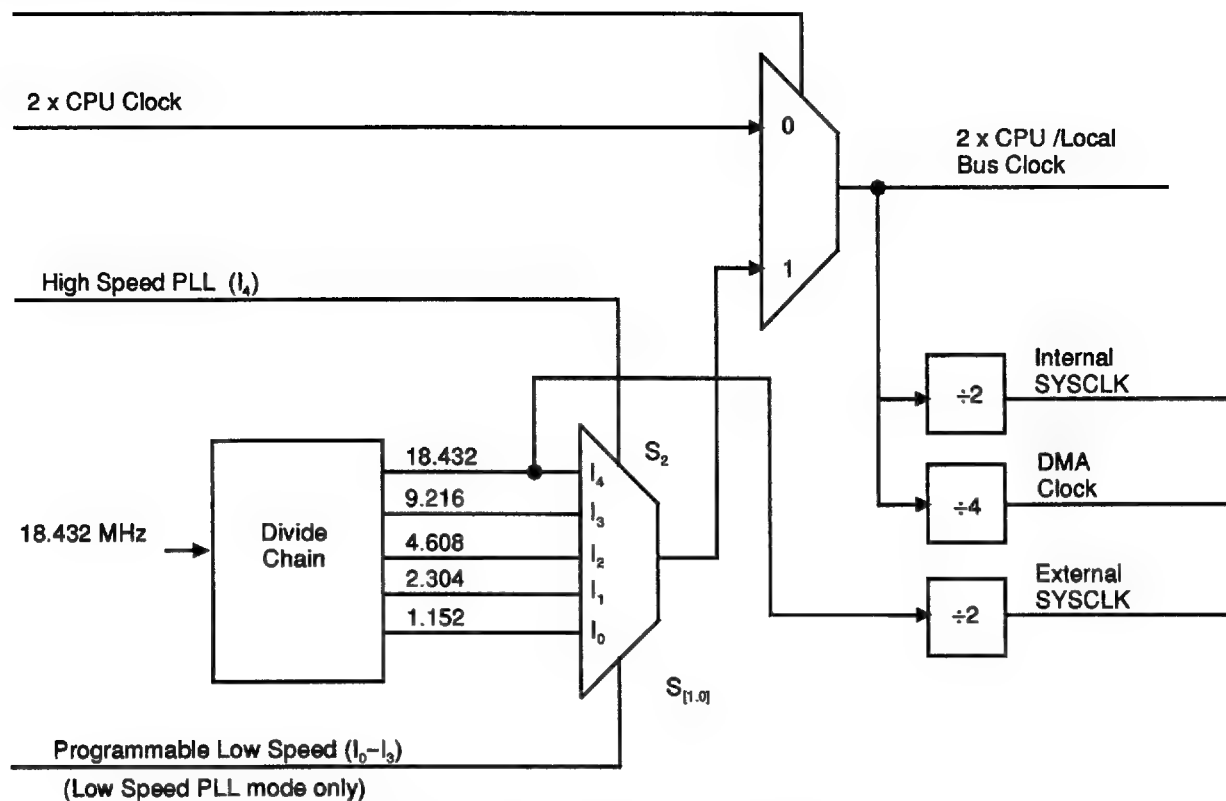 2 x CPU Clock
0
2 x CPU /Local
Bus Clock
High Speed PLL (I₄)
1
Internal
SYSCLK
÷2
S₂
18.432
I₄
DMA
Clock
9.216
I₃
÷4
18.432 MHz
Divide
Chain
4.608
I₂
2.304
I₁
External
SYSCLK
1.152
I₀
÷2
S[1.0]
Programmable Low Speed (I₀–I₃)
(Low Speed PLL mode only)